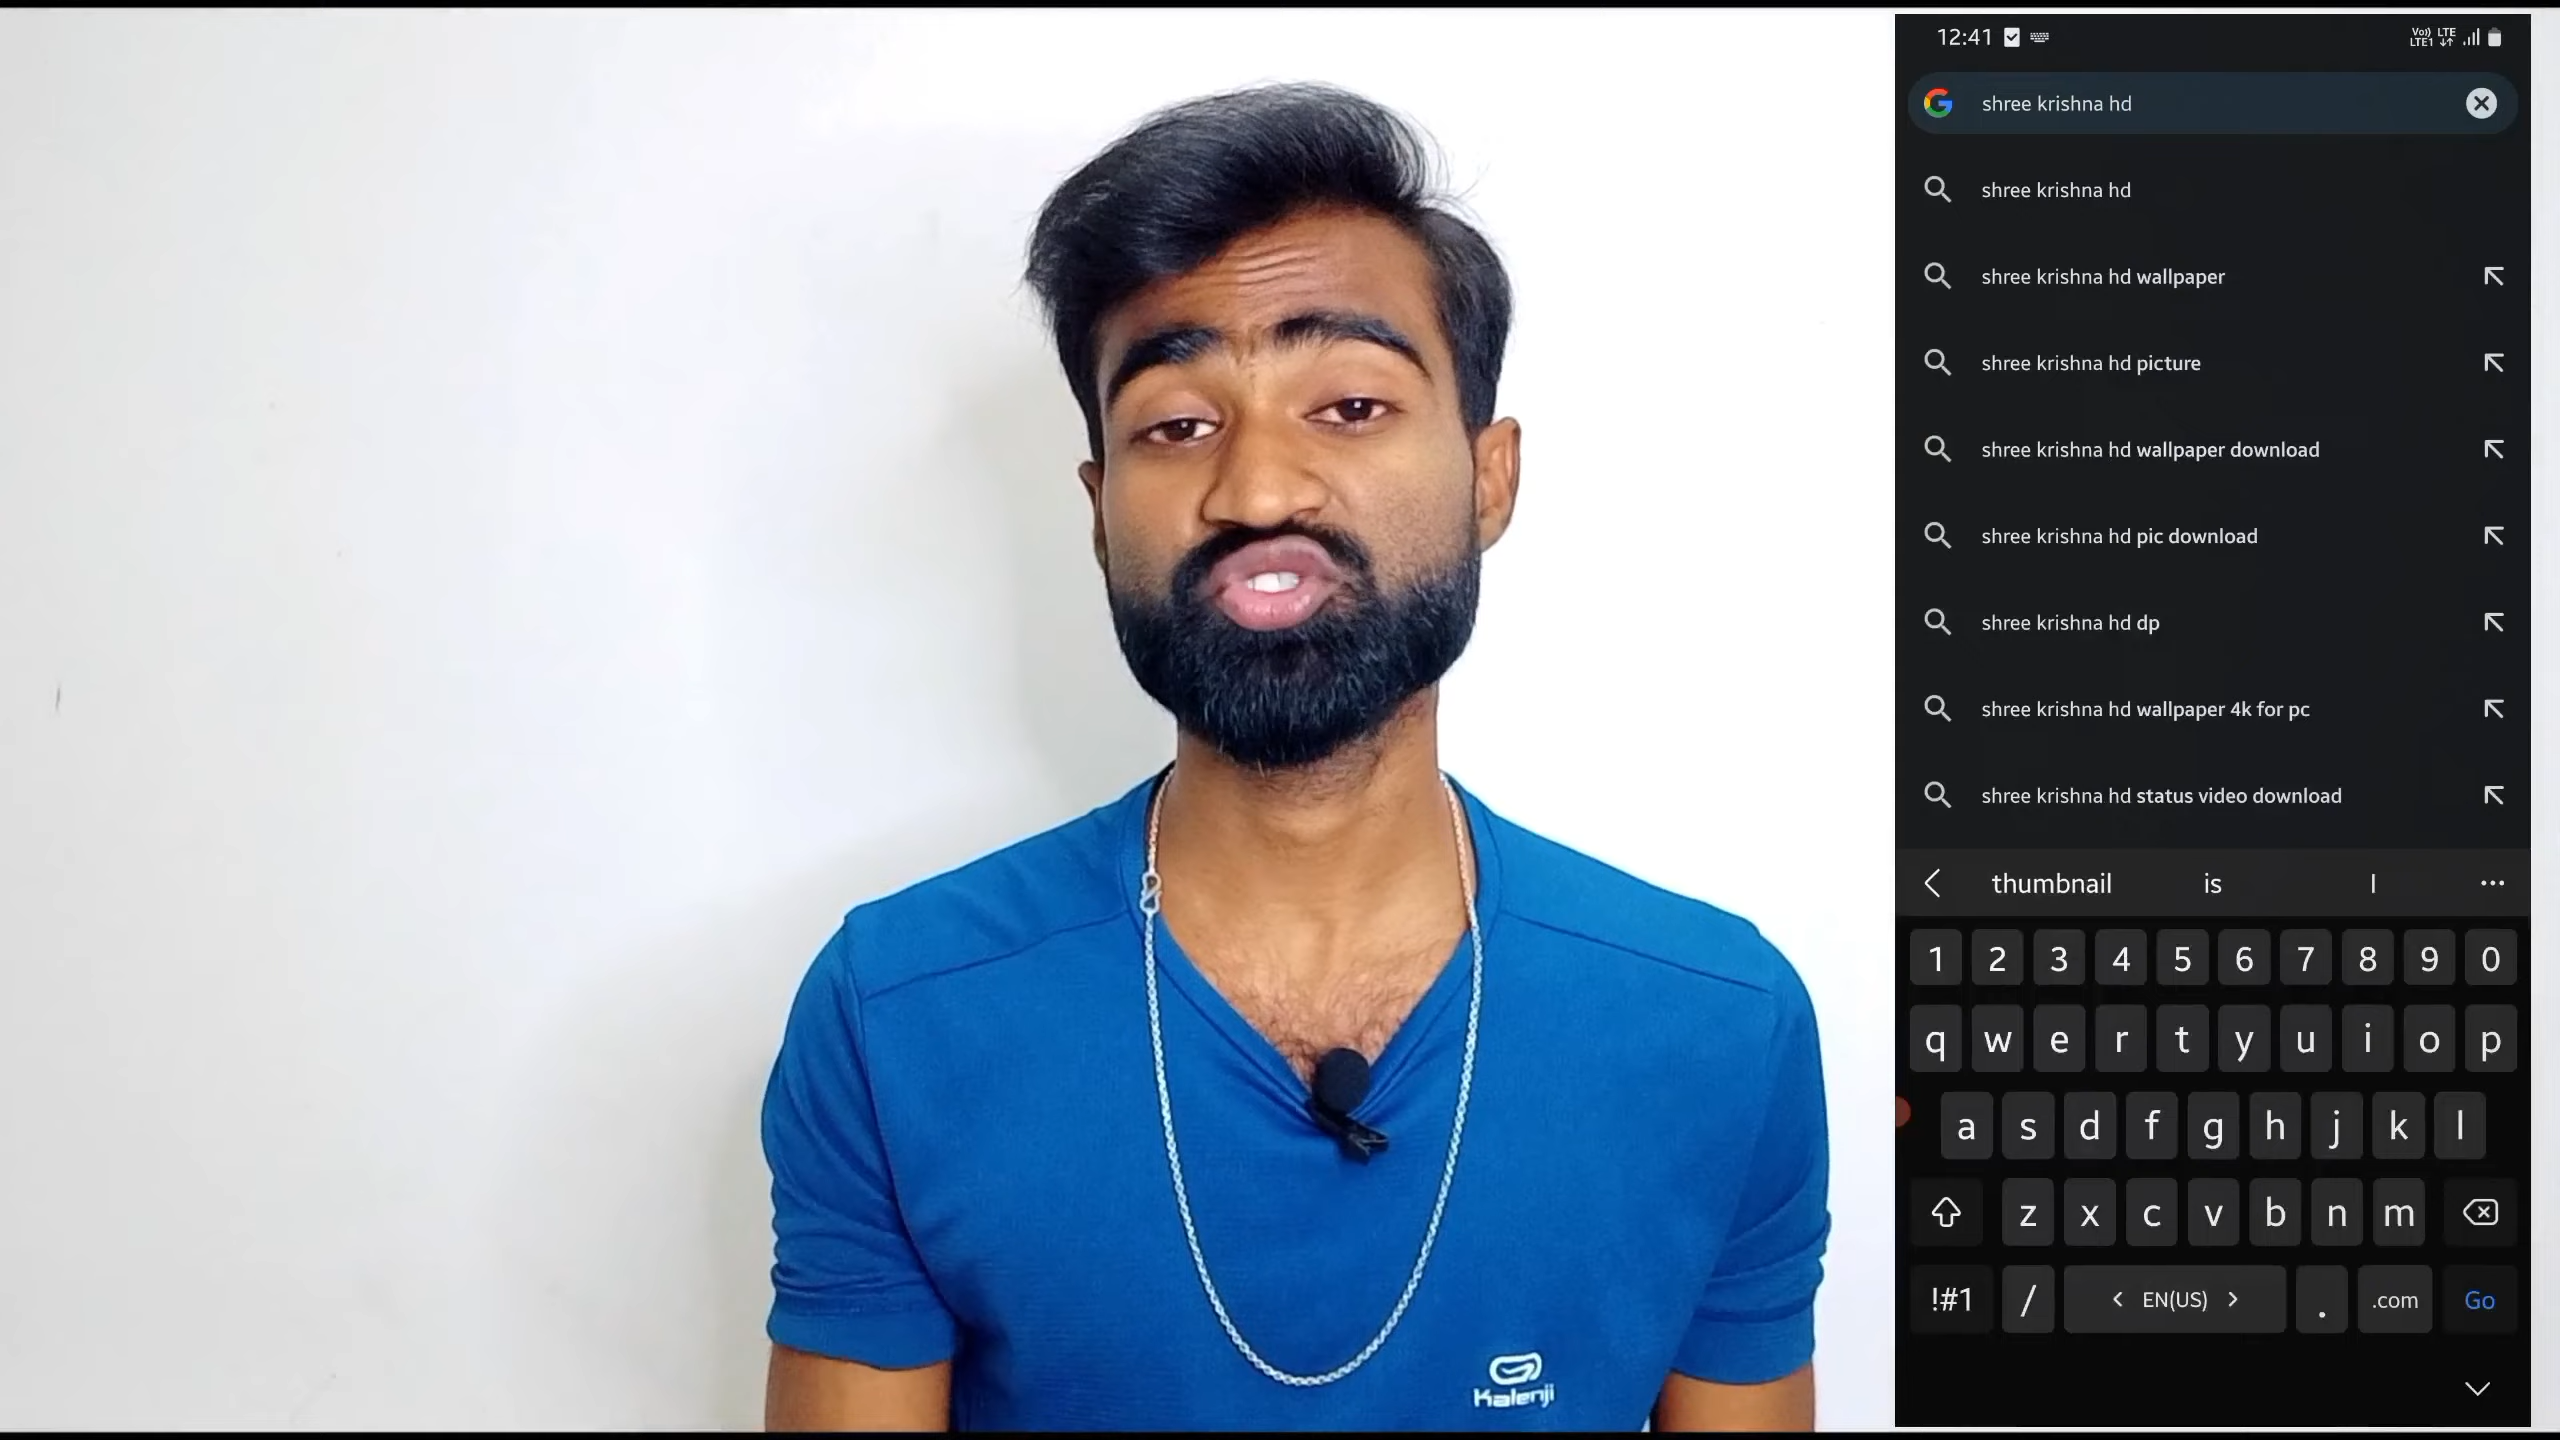 12:41
Vo)) LTE
LTE1
shree krishna hd
shree krishna hd
shree krishna hd wallpaper
shree krishna hd picture
shree krishna hd wallpaper download
shree krishna hd pic download
shree krishna hd dp
shree krishna hd wallpaper 4k for pc
shree krishna hd status video download
thumbnail is I
1 2 3 4 5 6 7 8 9 0
q w e r t y u i o p
a s d f g h j k l
z x c v b n m
!#1 / < EN(US) > . .com Go
Kalenji